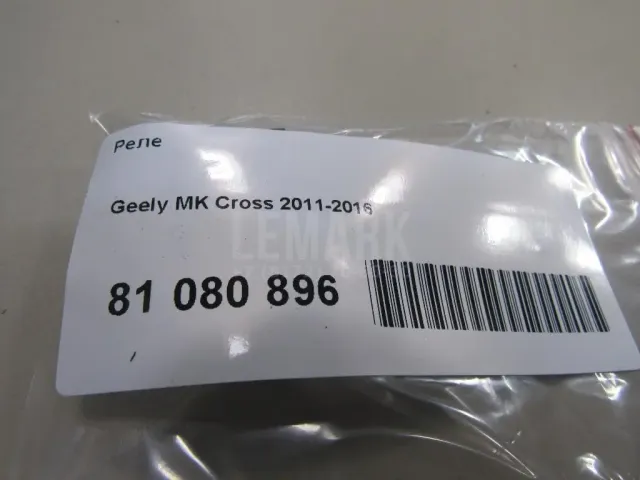 Реле
Geely MK Cross 2011-2016
LEMARK
81 080 896